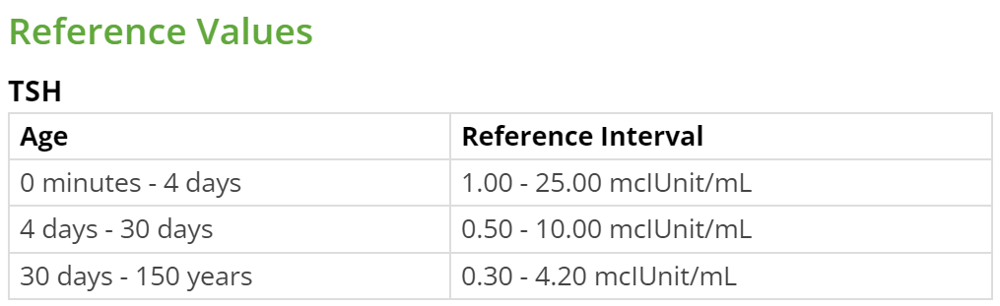 Reference Values
TSH
Age Reference Interval
0 minutes - 4 days 1.00 - 25.00 mcIUnit/mL
4 days - 30 days 0.50 - 10.00 mcIUnit/mL
30 days - 150 years 0.30 - 4.20 mcIUnit/mL